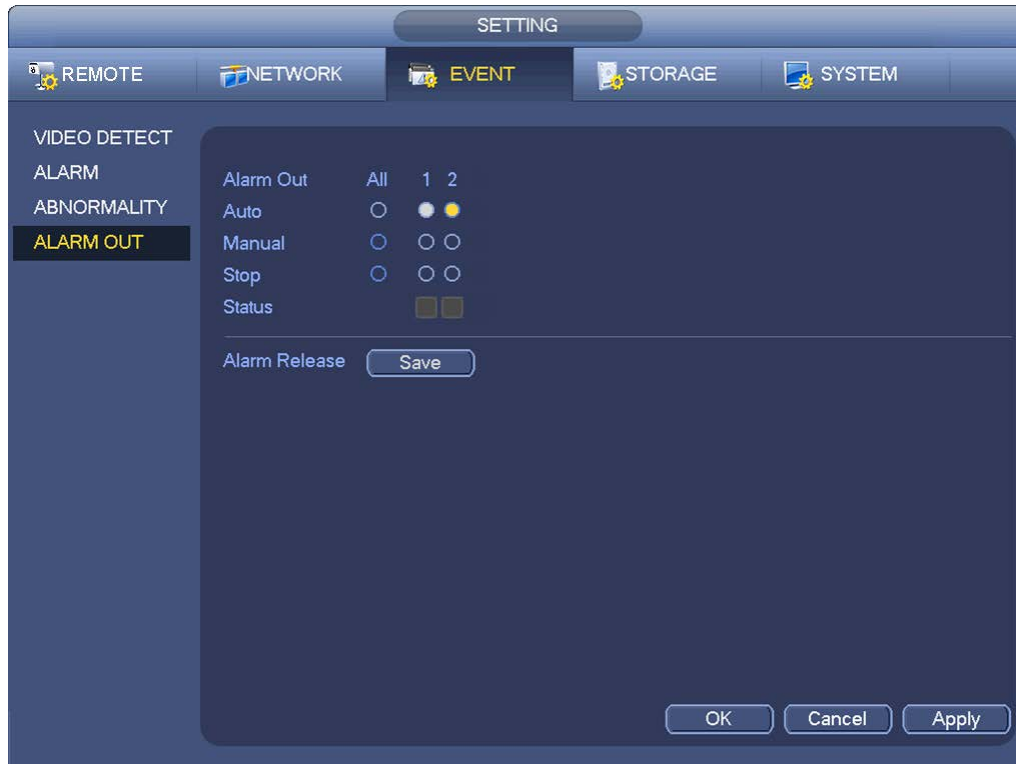 SETTING
REMOTE NETWORK EVENT STORAGE SYSTEM
VIDEO DETECT
ALARM
ABNORMALITY
ALARM OUT
Alarm Out All 1 2
Auto
Manual
Stop
Status
Alarm Release Save
OK Cancel Apply